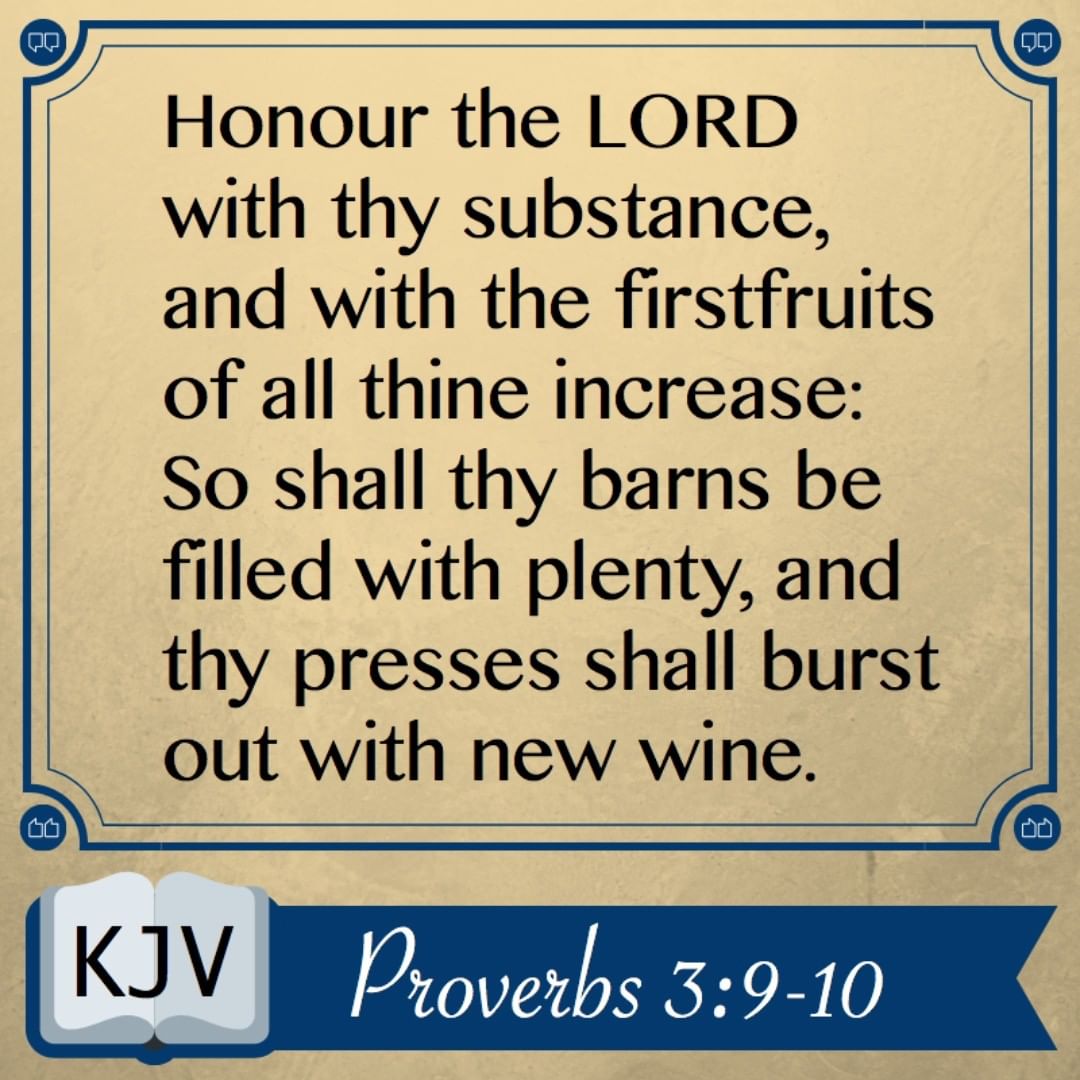 Honour the LORD
with thy substance,
and with the firstfruits
of all thine increase:
So shall thy barns be
filled with plenty, and
thy presses shall burst
out with new wine.
KJV
Proverbs 3:9-10